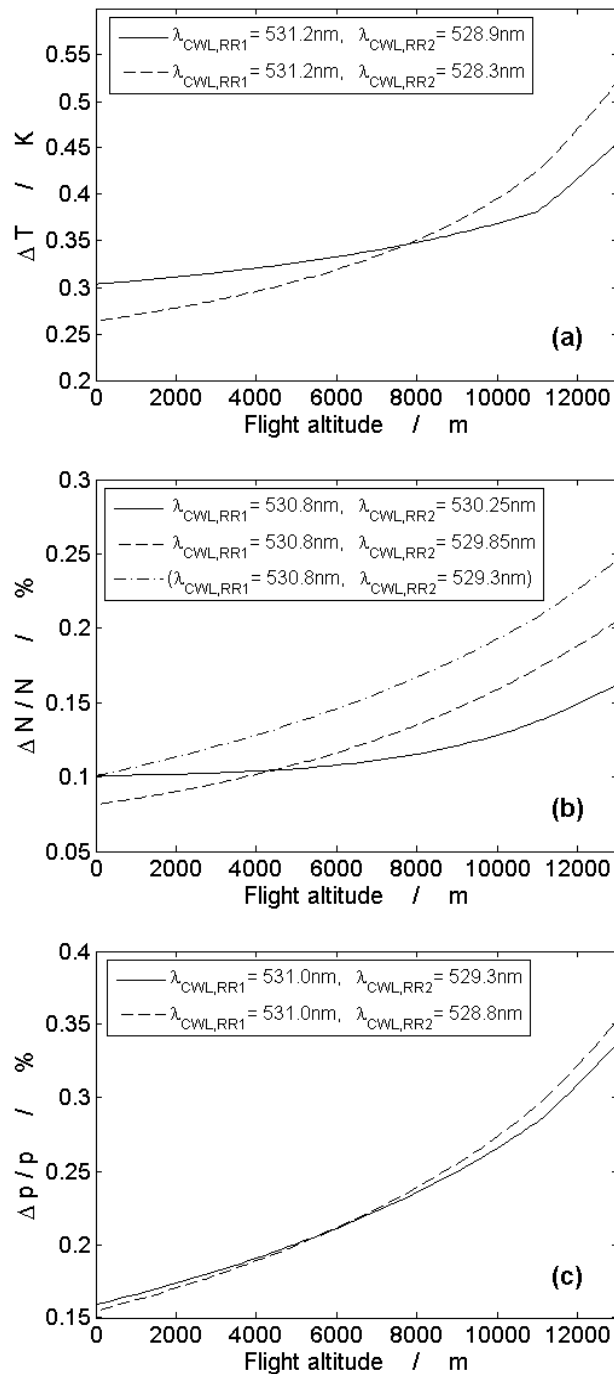 λCWL,RR1= 531.2nm, λCWL,RR2= 528.9nm
λCWL,RR1= 531.2nm, λCWL,RR2= 528.3nm
0.55
0.5
0.45
0.4
0.35
0.3
0.25
0.2
Δ T / K
(a)
0 2000 4000 6000 8000 10000 12000
Flight altitude / m
0.3
0.25
0.2
0.15
0.1
0.05
Δ N / N / %
λCWL,RR1= 530.8nm, λCWL,RR2= 530.25nm
λCWL,RR1= 530.8nm, λCWL,RR2= 529.85nm
(λCWL,RR1= 530.8nm, λCWL,RR2= 529.3nm)
(b)
0 2000 4000 6000 8000 10000 12000
Flight altitude / m
0.4
0.35
0.3
0.25
0.2
0.15
Δ p / p / %
λCWL,RR1= 531.0nm, λCWL,RR2= 529.3nm
λCWL,RR1= 531.0nm, λCWL,RR2= 528.8nm
(c)
0 2000 4000 6000 8000 10000 12000
Flight altitude / m